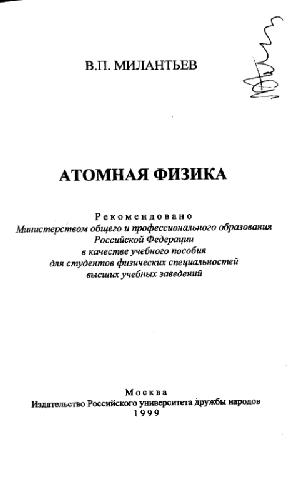 В.П. МИЛАНТЬЕВ
АТОМНАЯ ФИЗИКА
Рекомендовано
Министерством общего и профессионального образования
Российской Федерации
в качестве учебного пособия
для студентов физических специальностей
высших учебных заведений
Москва
Издательство Российского университета дружбы народов
1999